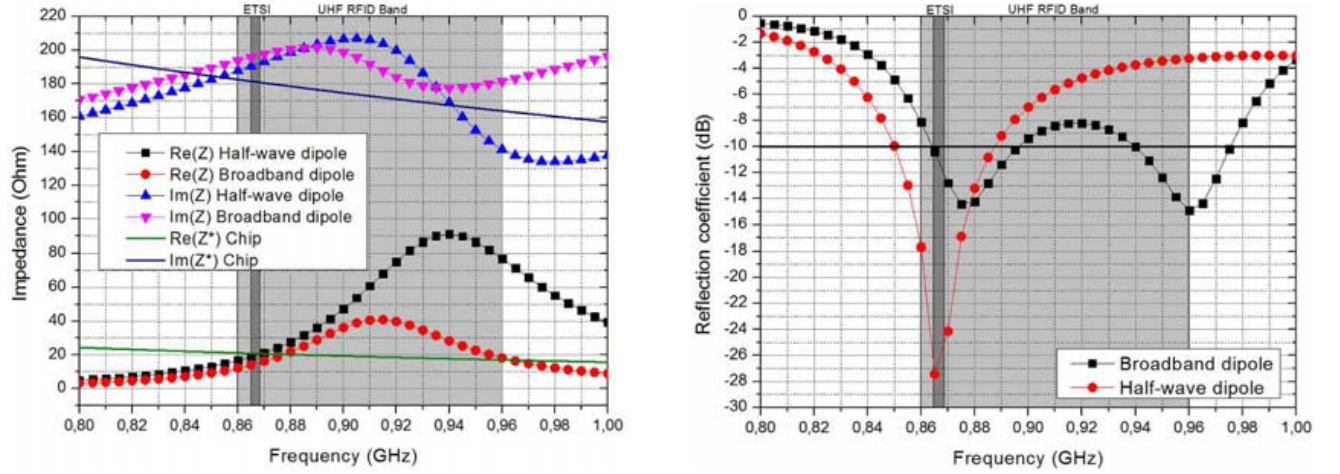 ETSI UHF RFID Band
220
200
180
160
140
120
100
80
60
40
20
0
Impedance (Ohm)
Re(Z) Half-wave dipole
Re(Z) Broadband dipole
Im(Z) Half-wave dipole
Im(Z) Broadband dipole
Re(Z*) Chip
Im(Z*) Chip
0,80 0,82 0,84 0,86 0,88 0,90 0,92 0,94 0,96 0,98 1,00
Frequency (GHz)
ETSI UHF RFID Band
0
-2
-4
-6
-8
-10
-12
-14
-16
-18
-20
-22
-24
-26
-28
-30
Reflection coefficient (dB)
Broadband dipole
Half-wave dipole
0,80 0,82 0,84 0,86 0,88 0,90 0,92 0,94 0,96 0,98 1,00
Frequency (GHz)